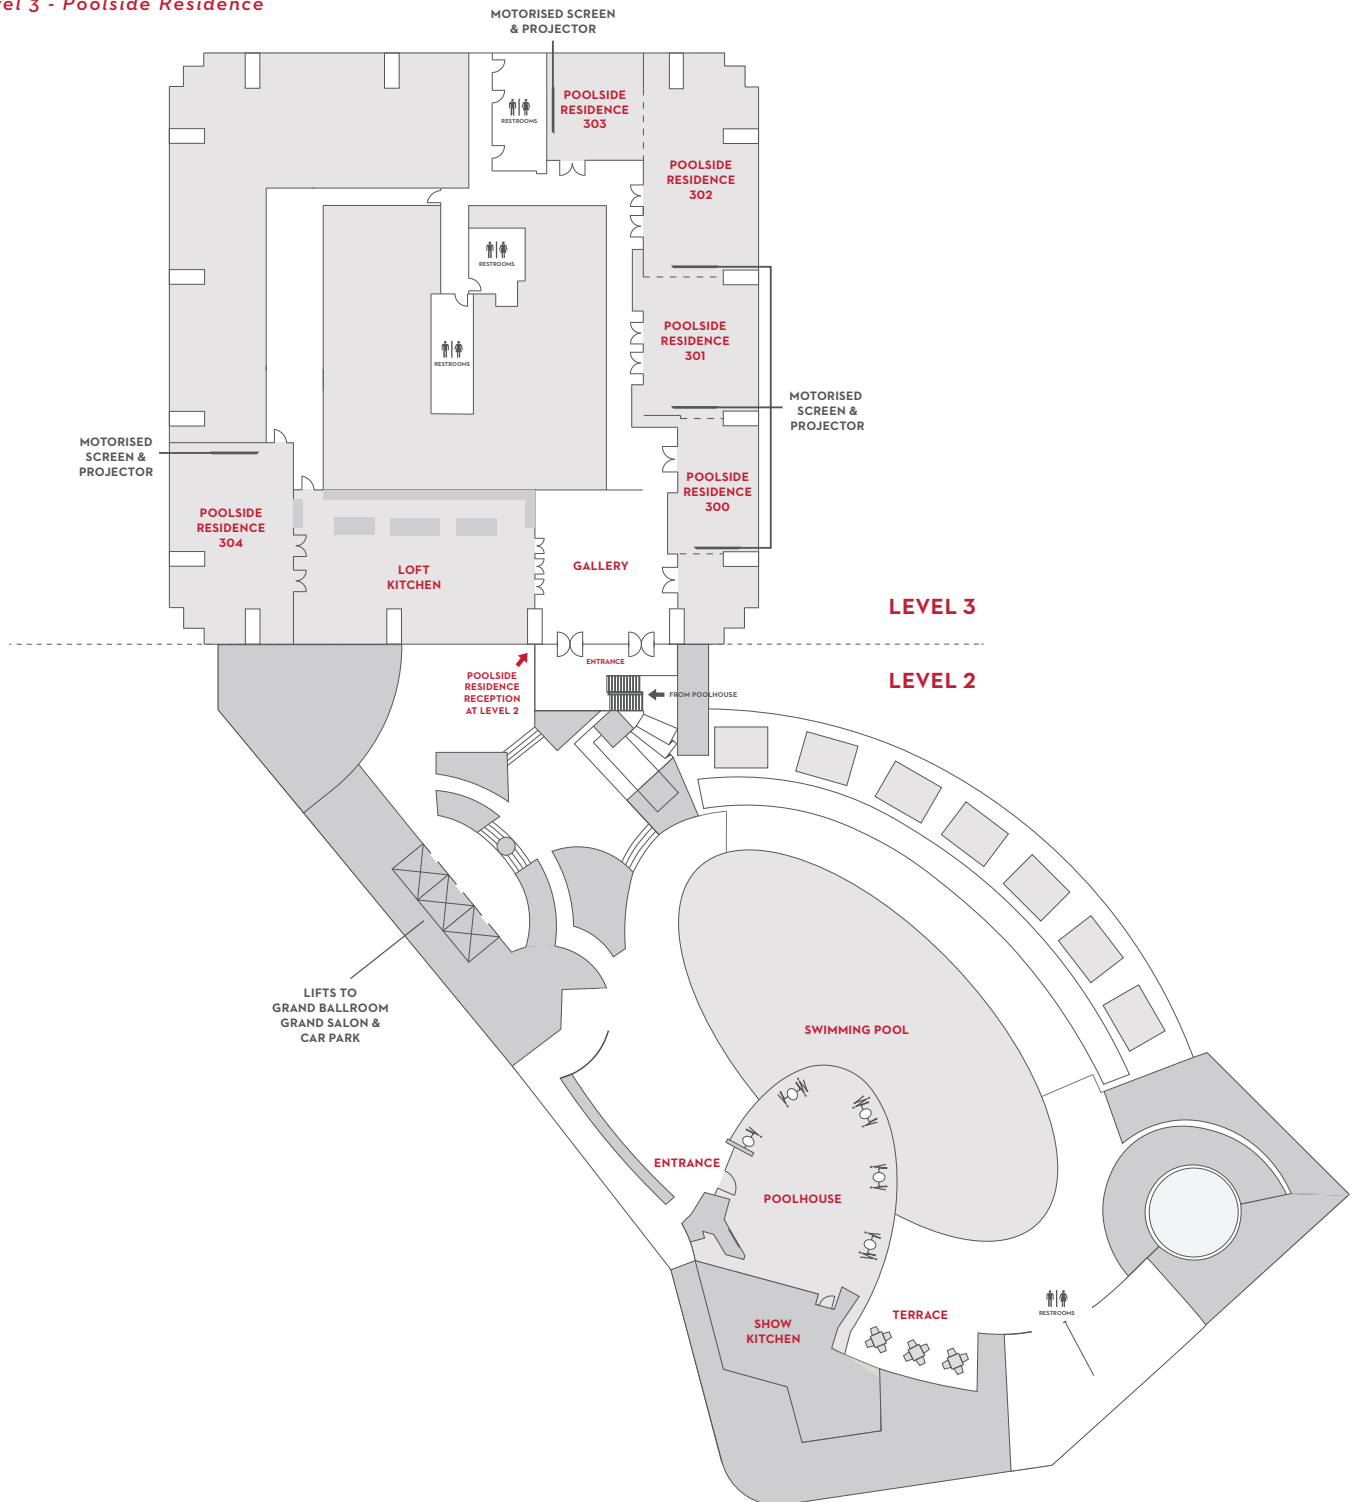 el 3 - Poolside Residence
MOTORISED SCREEN
& PROJECTOR
RESTROOMS
POOLSIDE
RESIDENCE
303
POOLSIDE
RESIDENCE
302
RESTROOMS
RESTROOMS
POOLSIDE
RESIDENCE
301
MOTORISED
SCREEN &
PROJECTOR
MOTORISED
SCREEN &
PROJECTOR
POOLSIDE
RESIDENCE
300
POOLSIDE
RESIDENCE
304
LOFT
KITCHEN
GALLERY
LEVEL 3
ENTRANCE
POOLSIDE
RESIDENCE
RECEPTION
AT LEVEL 2
FROM POOLHOUSE
LEVEL 2
LIFTS TO
GRAND BALLROOM
GRAND SALON &
CAR PARK
SWIMMING POOL
ENTRANCE
POOLHOUSE
SHOW
KITCHEN
TERRACE
RESTROOMS